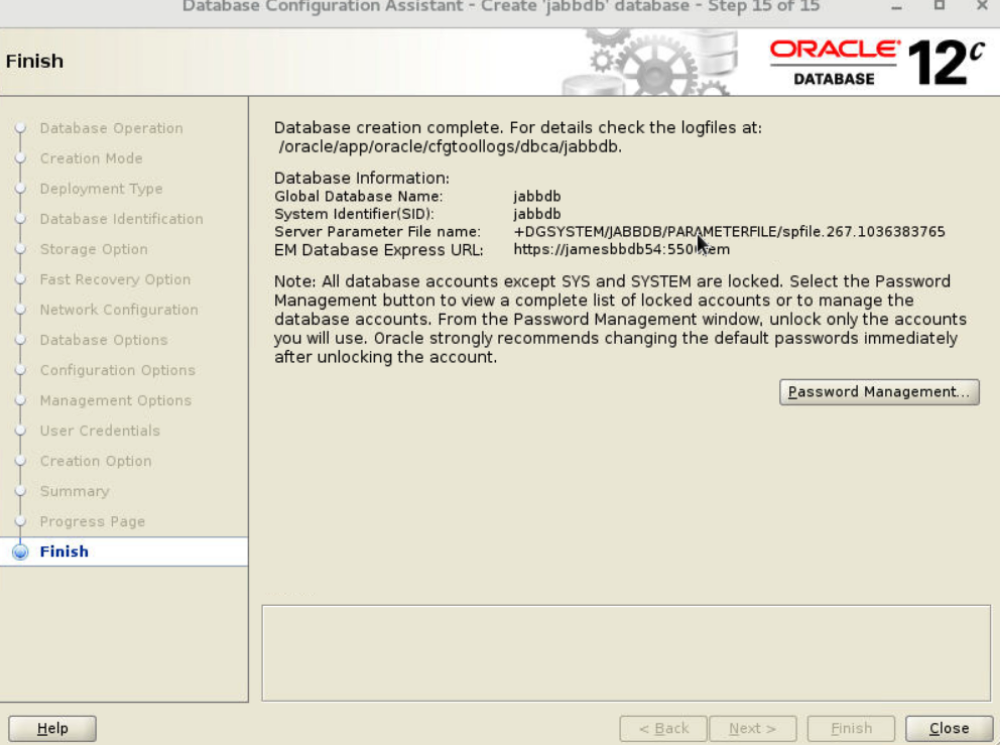 Database Configuration Assistant - Create 'jabbdb' database - Step 15 of 15
Finish
ORACLE®
DATABASE
12c
Database Operation
Creation Mode
Deployment Type
Database Identification
Storage Option
Fast Recovery Option
Network Configuration
Database Options
Configuration Options
Management Options
User Credentials
Creation Option
Summary
Progress Page
Finish
Database creation complete. For details check the logfiles at:
/oracle/app/oracle/cfgtoollogs/dbca/jabbdb.
Database Information:
Global Database Name: jabbdb
System Identifier(SID): jabbdb
Server Parameter File name: +DGSYSTEM/JABBDB/PARAMETERFILE/spfile.267.1036383765
EM Database Express URL:
Note: All database accounts except SYS and SYSTEM are locked. Select the Password
Management button to view a complete list of locked accounts or to manage the
database accounts. From the Password Management window, unlock only the accounts
you will use. Oracle strongly recommends changing the default passwords immediately
after unlocking the account.
Password Management...
Help
< Back
Next >
Finish
Close